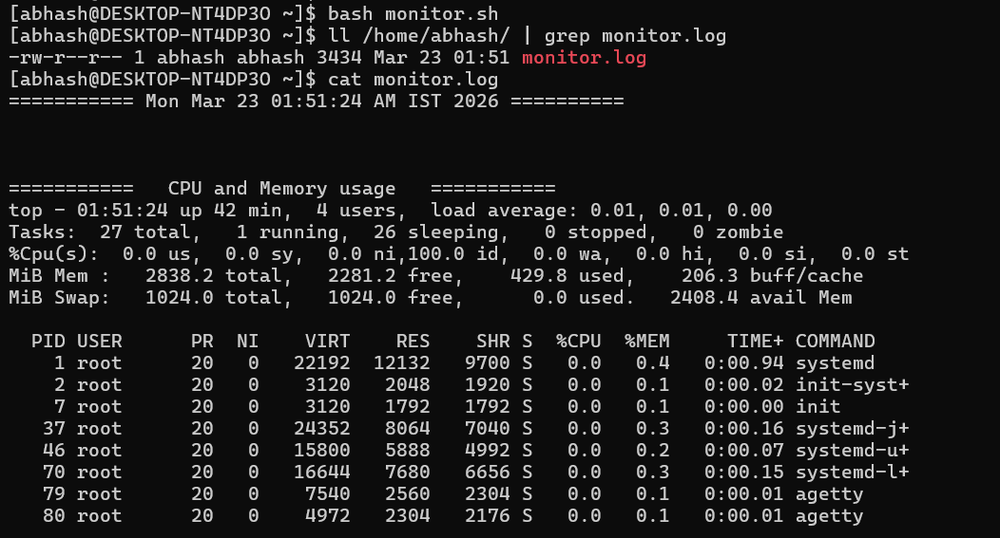 [abhash@DESKTOP-NT4DP3O ~]$ bash monitor.sh
[abhash@DESKTOP-NT4DP3O ~]$ ll /home/abhash/ | grep monitor.log
-rw-r--r-- 1 abhash abhash 3434 Mar 23 01:51 monitor.log
[abhash@DESKTOP-NT4DP3O ~]$ cat monitor.log
=========== Mon Mar 23 01:51:24 AM IST 2026 ==========
===========   CPU and Memory usage   ===========
top - 01:51:24 up 42 min,  4 users,  load average: 0.01, 0.01, 0.00
Tasks:  27 total,   1 running,  26 sleeping,   0 stopped,   0 zombie
%Cpu(s):  0.0 us,  0.0 sy,  0.0 ni,100.0 id,  0.0 wa,  0.0 hi,  0.0 si,  0.0 st
MiB Mem :   2838.2 total,   2281.2 free,    429.8 used,    206.3 buff/cache
MiB Swap:   1024.0 total,   1024.0 free,      0.0 used.   2408.4 avail Mem
  PID USER      PR  NI    VIRT    RES    SHR S  %CPU  %MEM     TIME+ COMMAND
    1 root      20   0   22192  12132   9700 S   0.0   0.4   0:00.94 systemd
    2 root      20   0    3120   2048   1920 S   0.0   0.1   0:00.02 init-syst+
    7 root      20   0    3120   1792   1792 S   0.0   0.1   0:00.00 init
   37 root      20   0   24352   8064   7040 S   0.0   0.3   0:00.16 systemd-j+
   46 root      20   0   15800   5888   4992 S   0.0   0.2   0:00.07 systemd-u+
   70 root      20   0   16644   7680   6656 S   0.0   0.3   0:00.15 systemd-l+
   79 root      20   0    7540   2560   2304 S   0.0   0.1   0:00.01 agetty
   80 root      20   0    4972   2304   2176 S   0.0   0.1   0:00.01 agetty